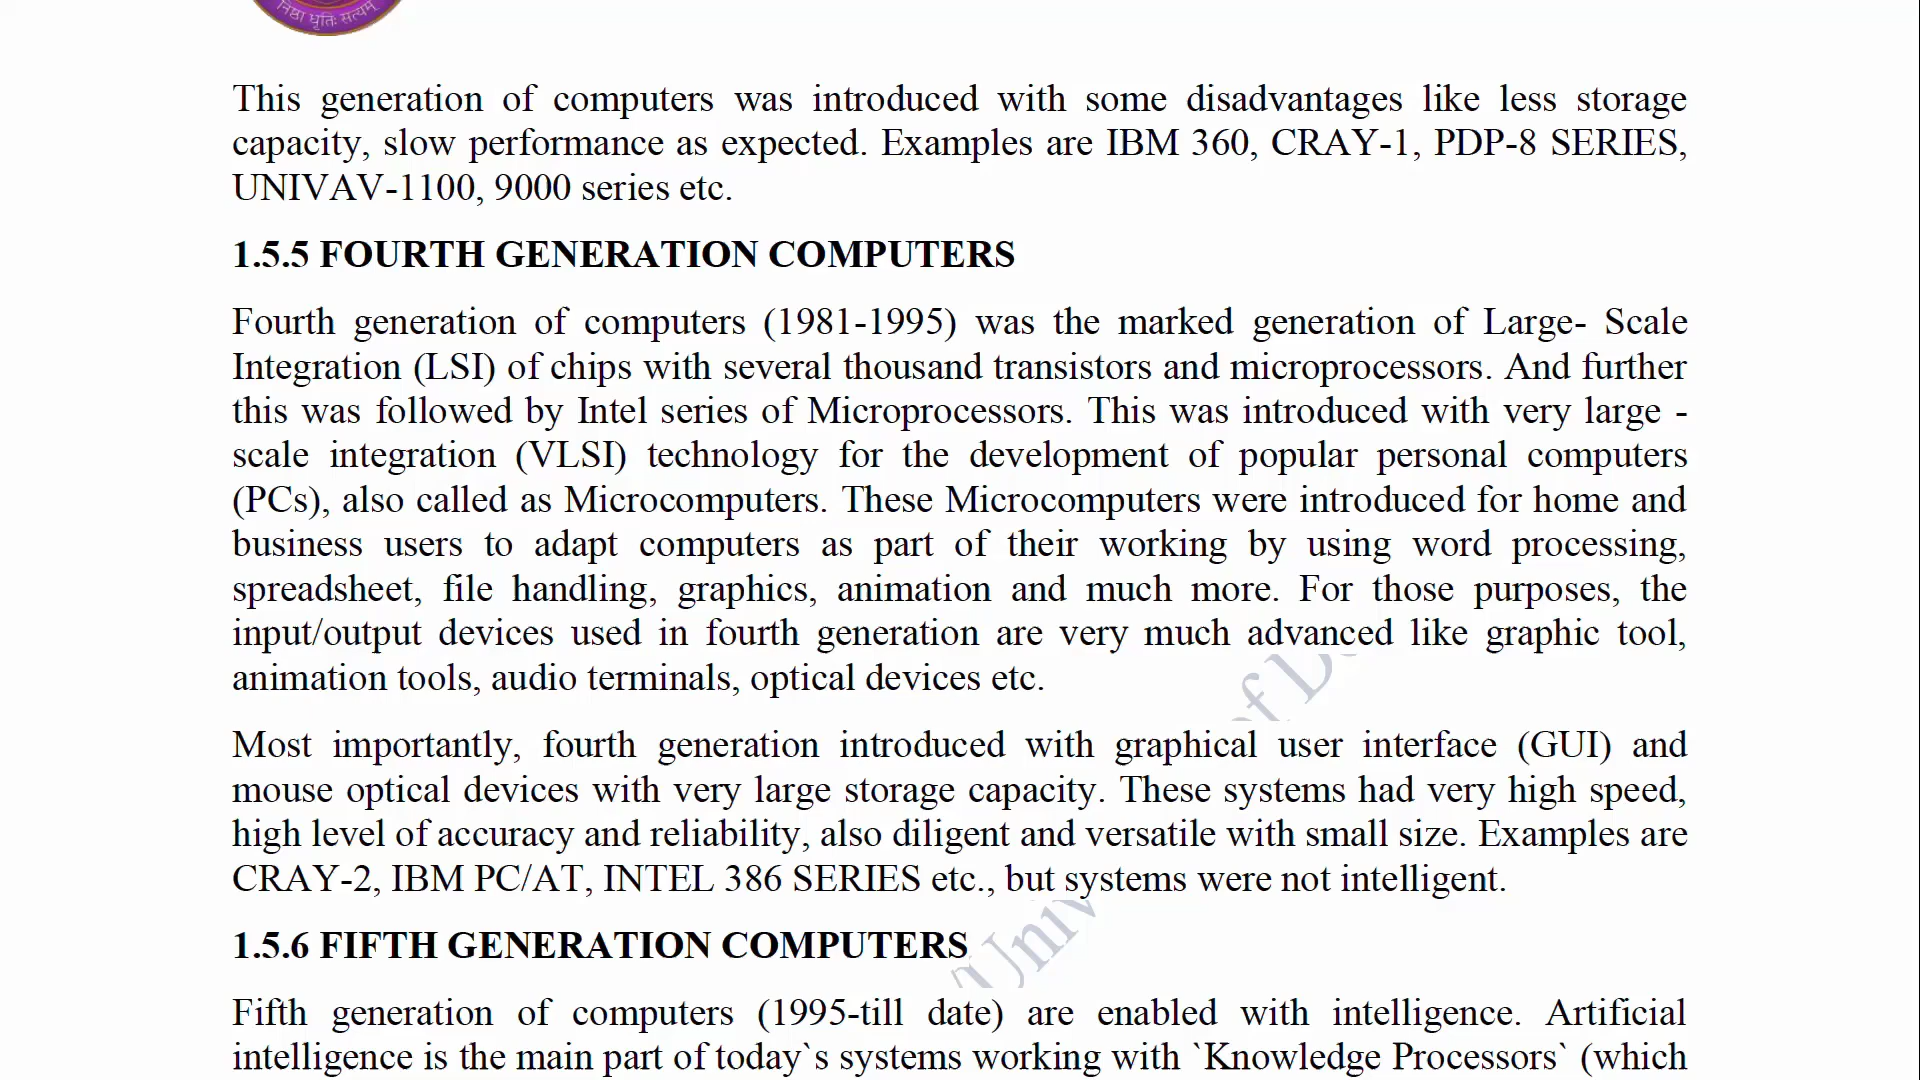 निष्ठा धृतिः सत्यम्
This generation of computers was introduced with some disadvantages like less storage
capacity, slow performance as expected. Examples are IBM 360, CRAY-1, PDP-8 SERIES,
UNIVAV-1100, 9000 series etc.
1.5.5 FOURTH GENERATION COMPUTERS
Fourth generation of computers (1981-1995) was the marked generation of Large- Scale
Integration (LSI) of chips with several thousand transistors and microprocessors. And further
this was followed by Intel series of Microprocessors. This was introduced with very large -
scale integration (VLSI) technology for the development of popular personal computers
(PCs), also called as Microcomputers. These Microcomputers were introduced for home and
business users to adapt computers as part of their working by using word processing,
spreadsheet, file handling, graphics, animation and much more. For those purposes, the
input/output devices used in fourth generation are very much advanced like graphic tool,
animation tools, audio terminals, optical devices etc.
Most importantly, fourth generation introduced with graphical user interface (GUI) and
mouse optical devices with very large storage capacity. These systems had very high speed,
high level of accuracy and reliability, also diligent and versatile with small size. Examples are
CRAY-2, IBM PC/AT, INTEL 386 SERIES etc., but systems were not intelligent.
1.5.6 FIFTH GENERATION COMPUTERS
Fifth generation of computers (1995-till date) are enabled with intelligence. Artificial
intelligence is the main part of today`s systems working with `Knowledge Processors` (which